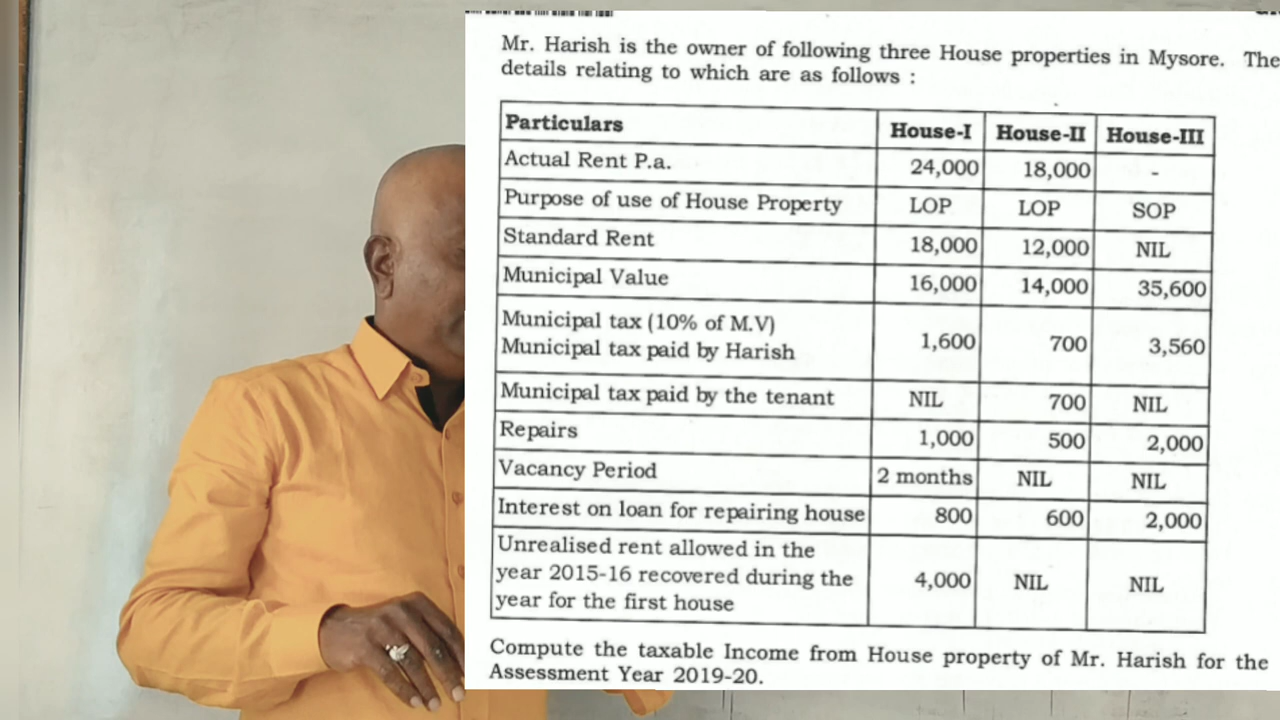 Mr. Harish is the owner of following three House properties in Mysore. The
details relating to which are as follows :
Particulars House-I House-II House-III
Actual Rent P.a. 24,000 18,000 -
Purpose of use of House Property LOP LOP SOP
Standard Rent 18,000 12,000 NIL
Municipal Value 16,000 14,000 35,600
Municipal tax (10% of M.V)
Municipal tax paid by Harish 1,600 700 3,560
Municipal tax paid by the tenant NIL 700 NIL
Repairs 1,000 500 2,000
Vacancy Period 2 months NIL NIL
Interest on loan for repairing house 800 600 2,000
Unrealised rent allowed in the
year 2015-16 recovered during the
year for the first house 4,000 NIL NIL
Compute the taxable Income from House property of Mr. Harish for the
Assessment Year 2019-20.